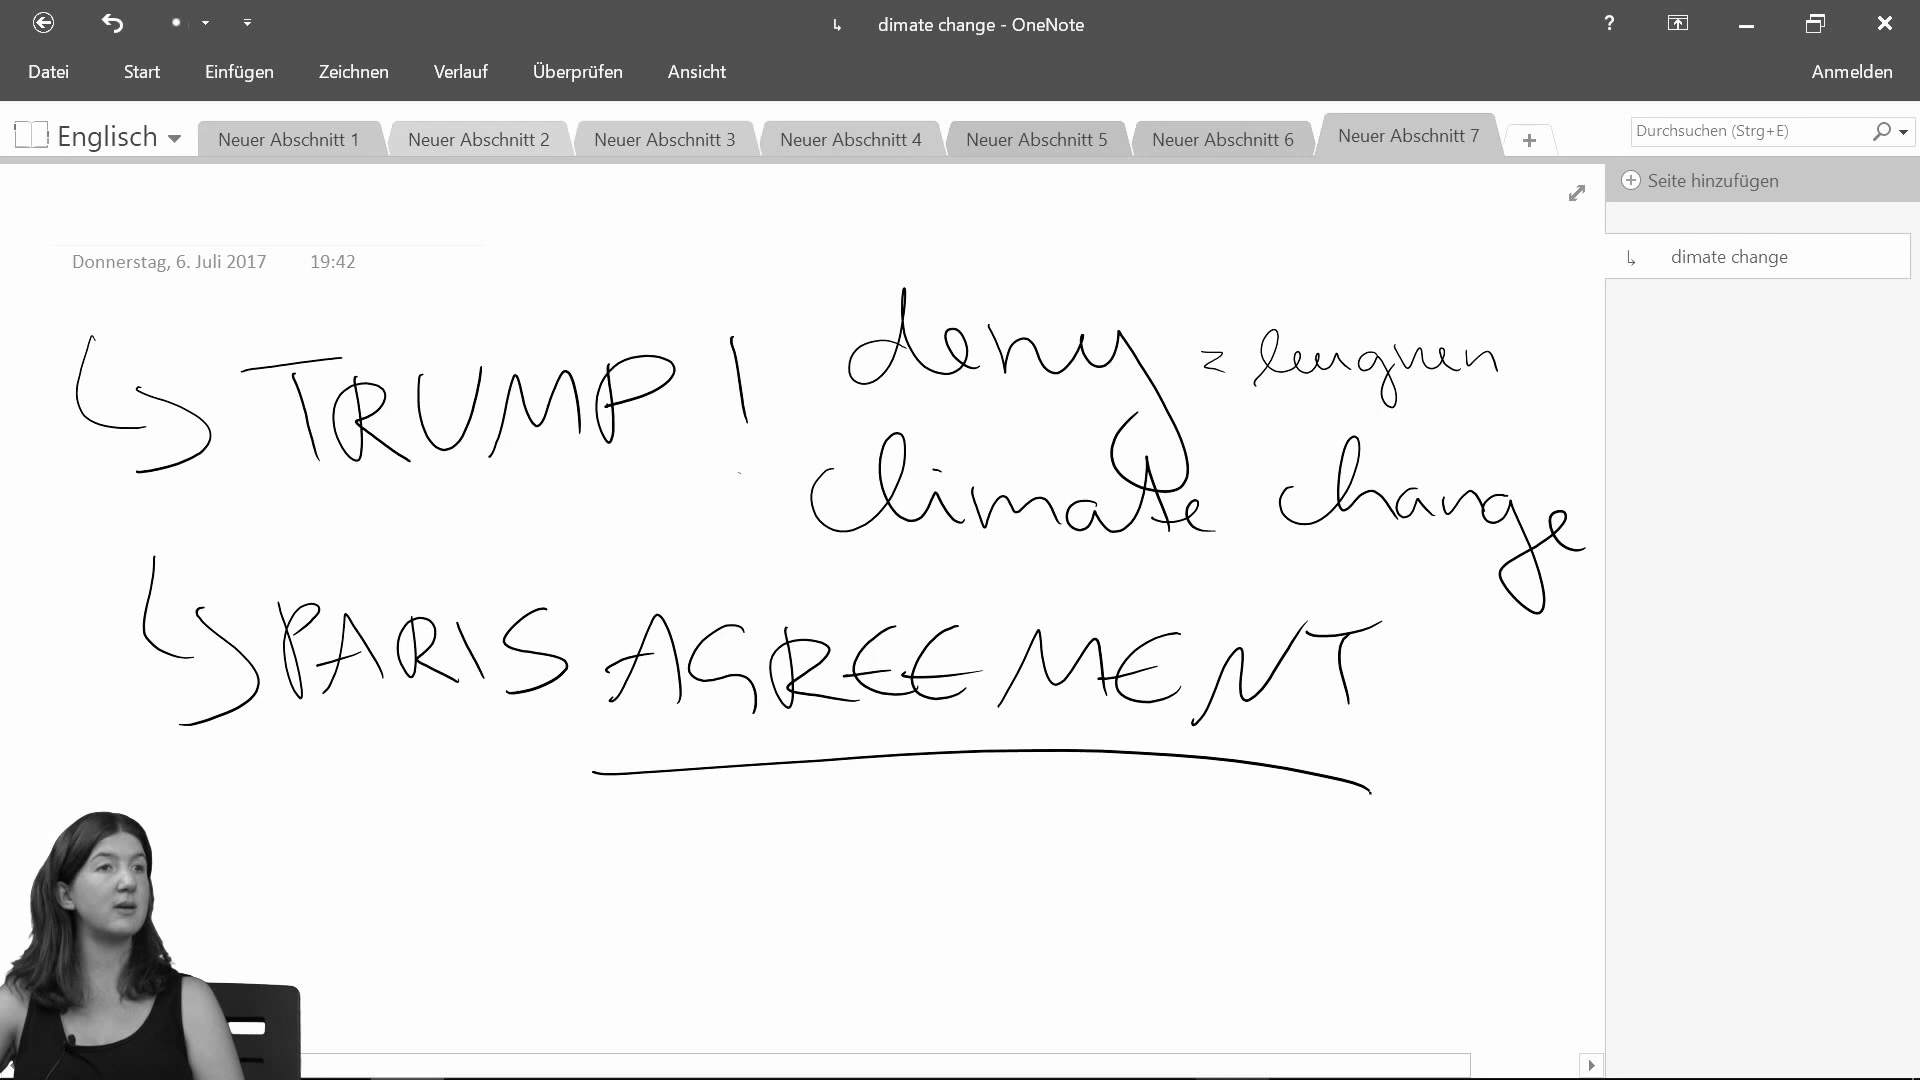 ↳ dimate change - OneNote
?
Datei Start Einfügen Zeichnen Verlauf Überprüfen Ansicht Anmelden
Englisch Neuer Abschnitt 1 Neuer Abschnitt 2 Neuer Abschnitt 3 Neuer Abschnitt 4 Neuer Abschnitt 5 Neuer Abschnitt 6 Neuer Abschnitt 7 + Durchsuchen (Strg+E)
Seite hinzufügen
↳ dimate change
Donnerstag, 6. Juli 2017 19:42
↳ TRUMP ! deny = leugnen
climate change
↳ PARIS AGREEMENT